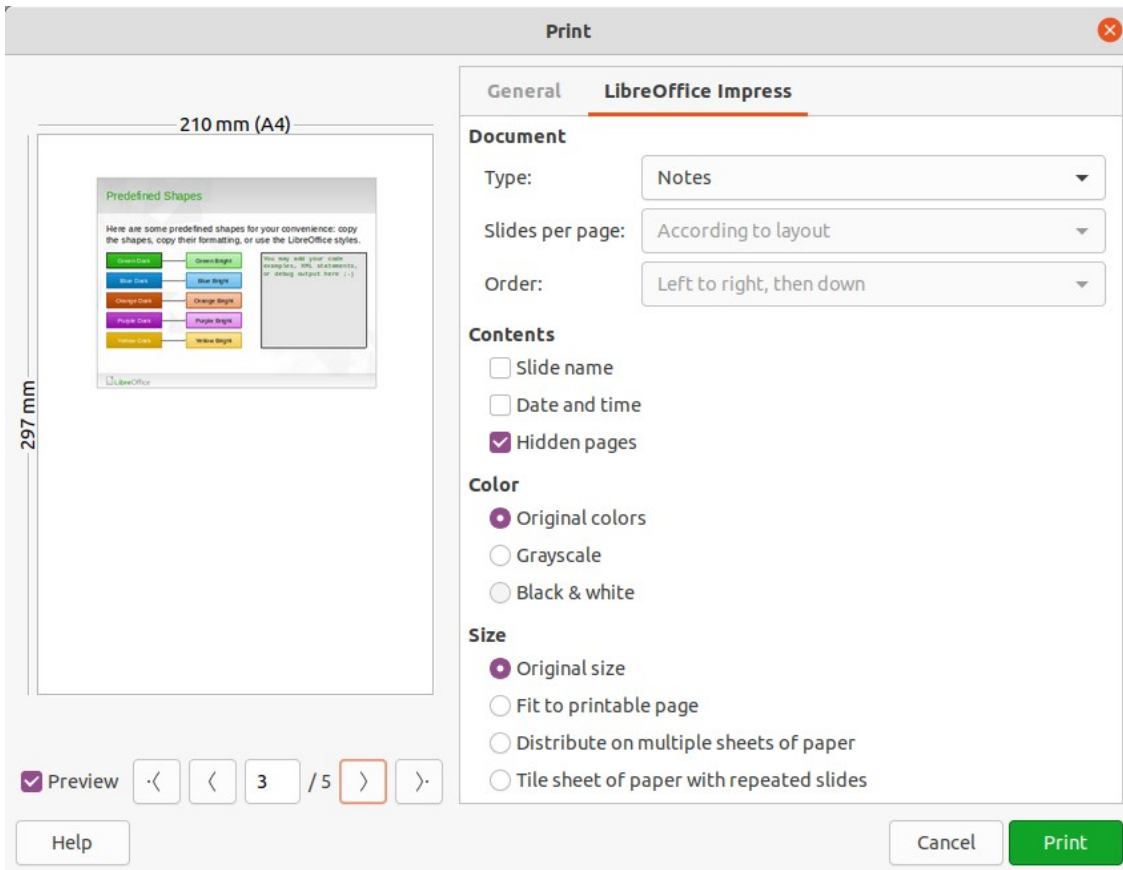 Print
General LibreOffice Impress
210 mm (A4)
297 mm
Predefined Shapes
Here are some predefined shapes for your convenience: copy
the shapes, copy their formatting, or use the LibreOffice styles.
Green Dark Green Bright
Blue Dark Blue Bright
Orange Dark Orange Bright
Purple Dark Purple Bright
Yellow Dark Yellow Bright
You may add your code
examples, XML statements,
or debug output here ;-)
LibreOffice
Document
Type: Notes
Slides per page: According to layout
Order: Left to right, then down
Contents
Slide name
Date and time
Hidden pages
Color
Original colors
Grayscale
Black & white
Size
Original size
Fit to printable page
Distribute on multiple sheets of paper
Tile sheet of paper with repeated slides
Preview 3 / 5
Help Cancel Print